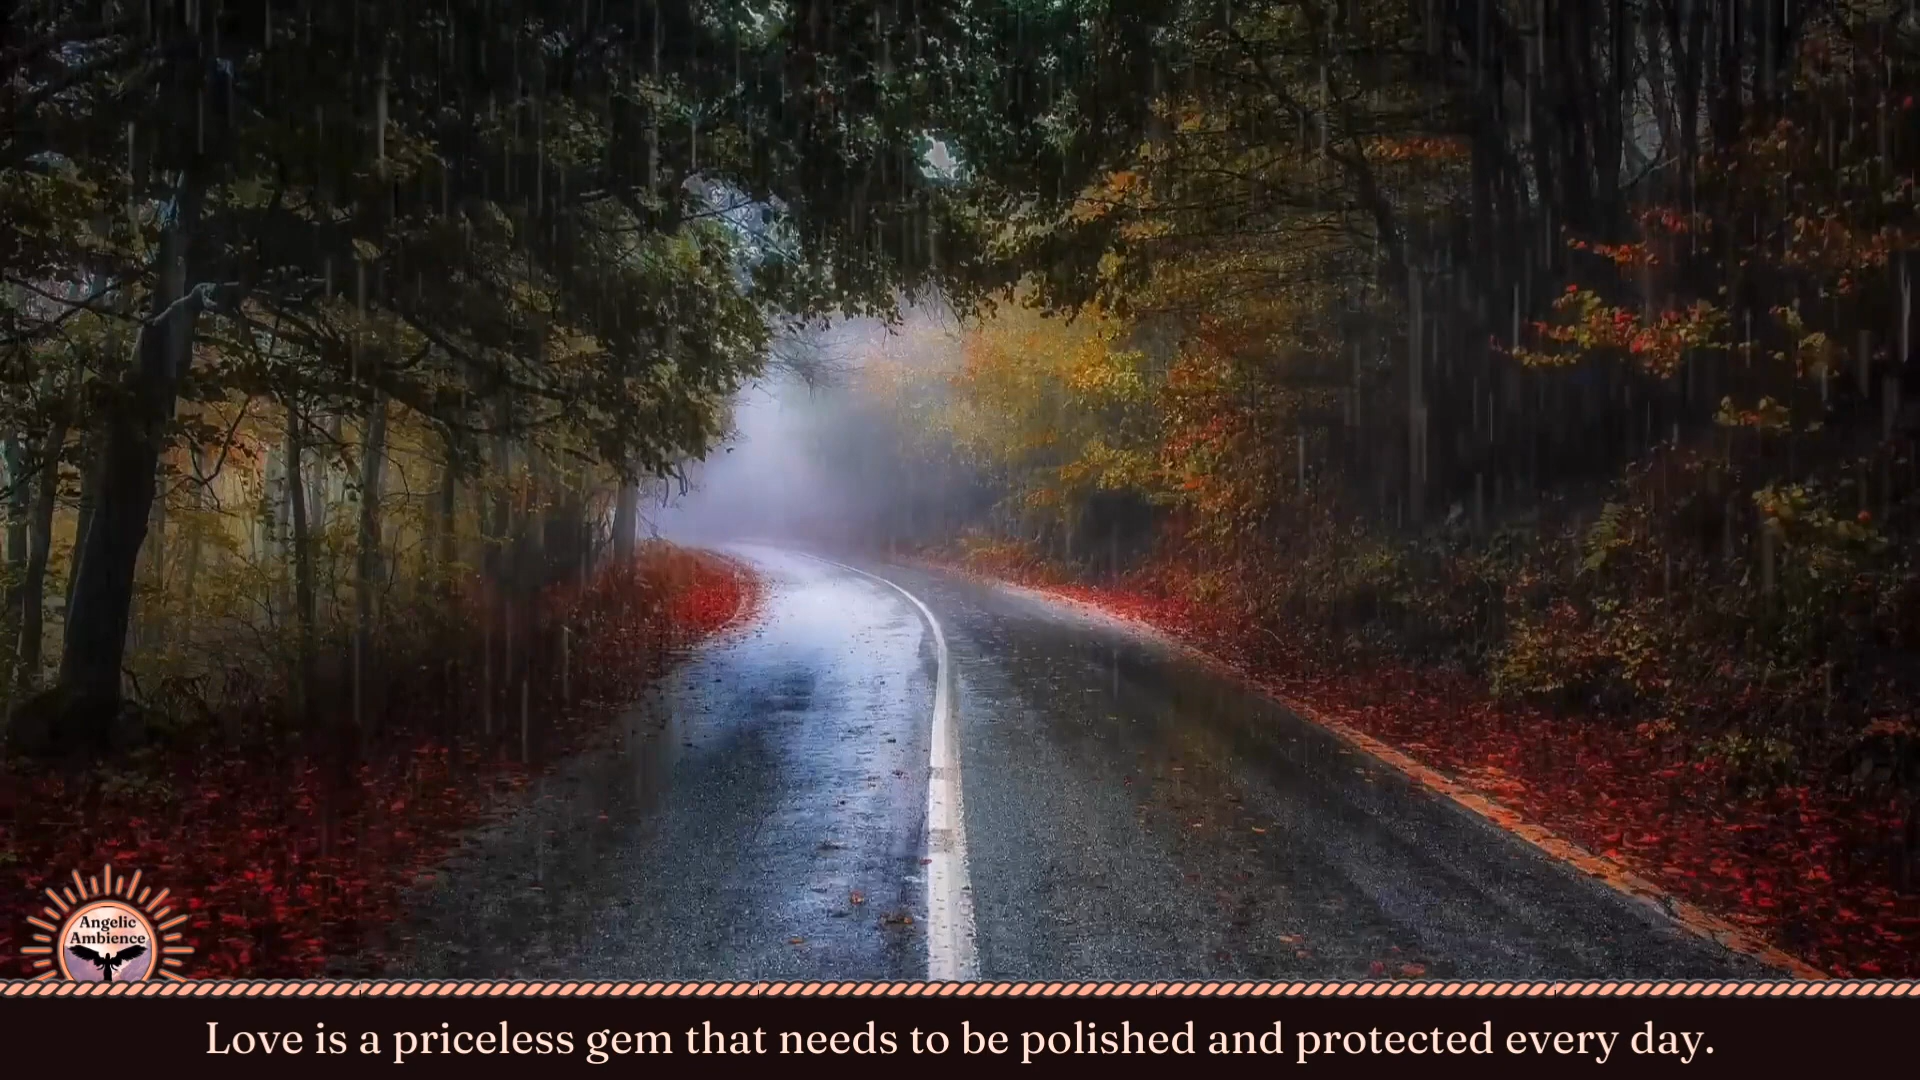 Angelic
Ambience
Love is a priceless gem that needs to be polished and protected every day.